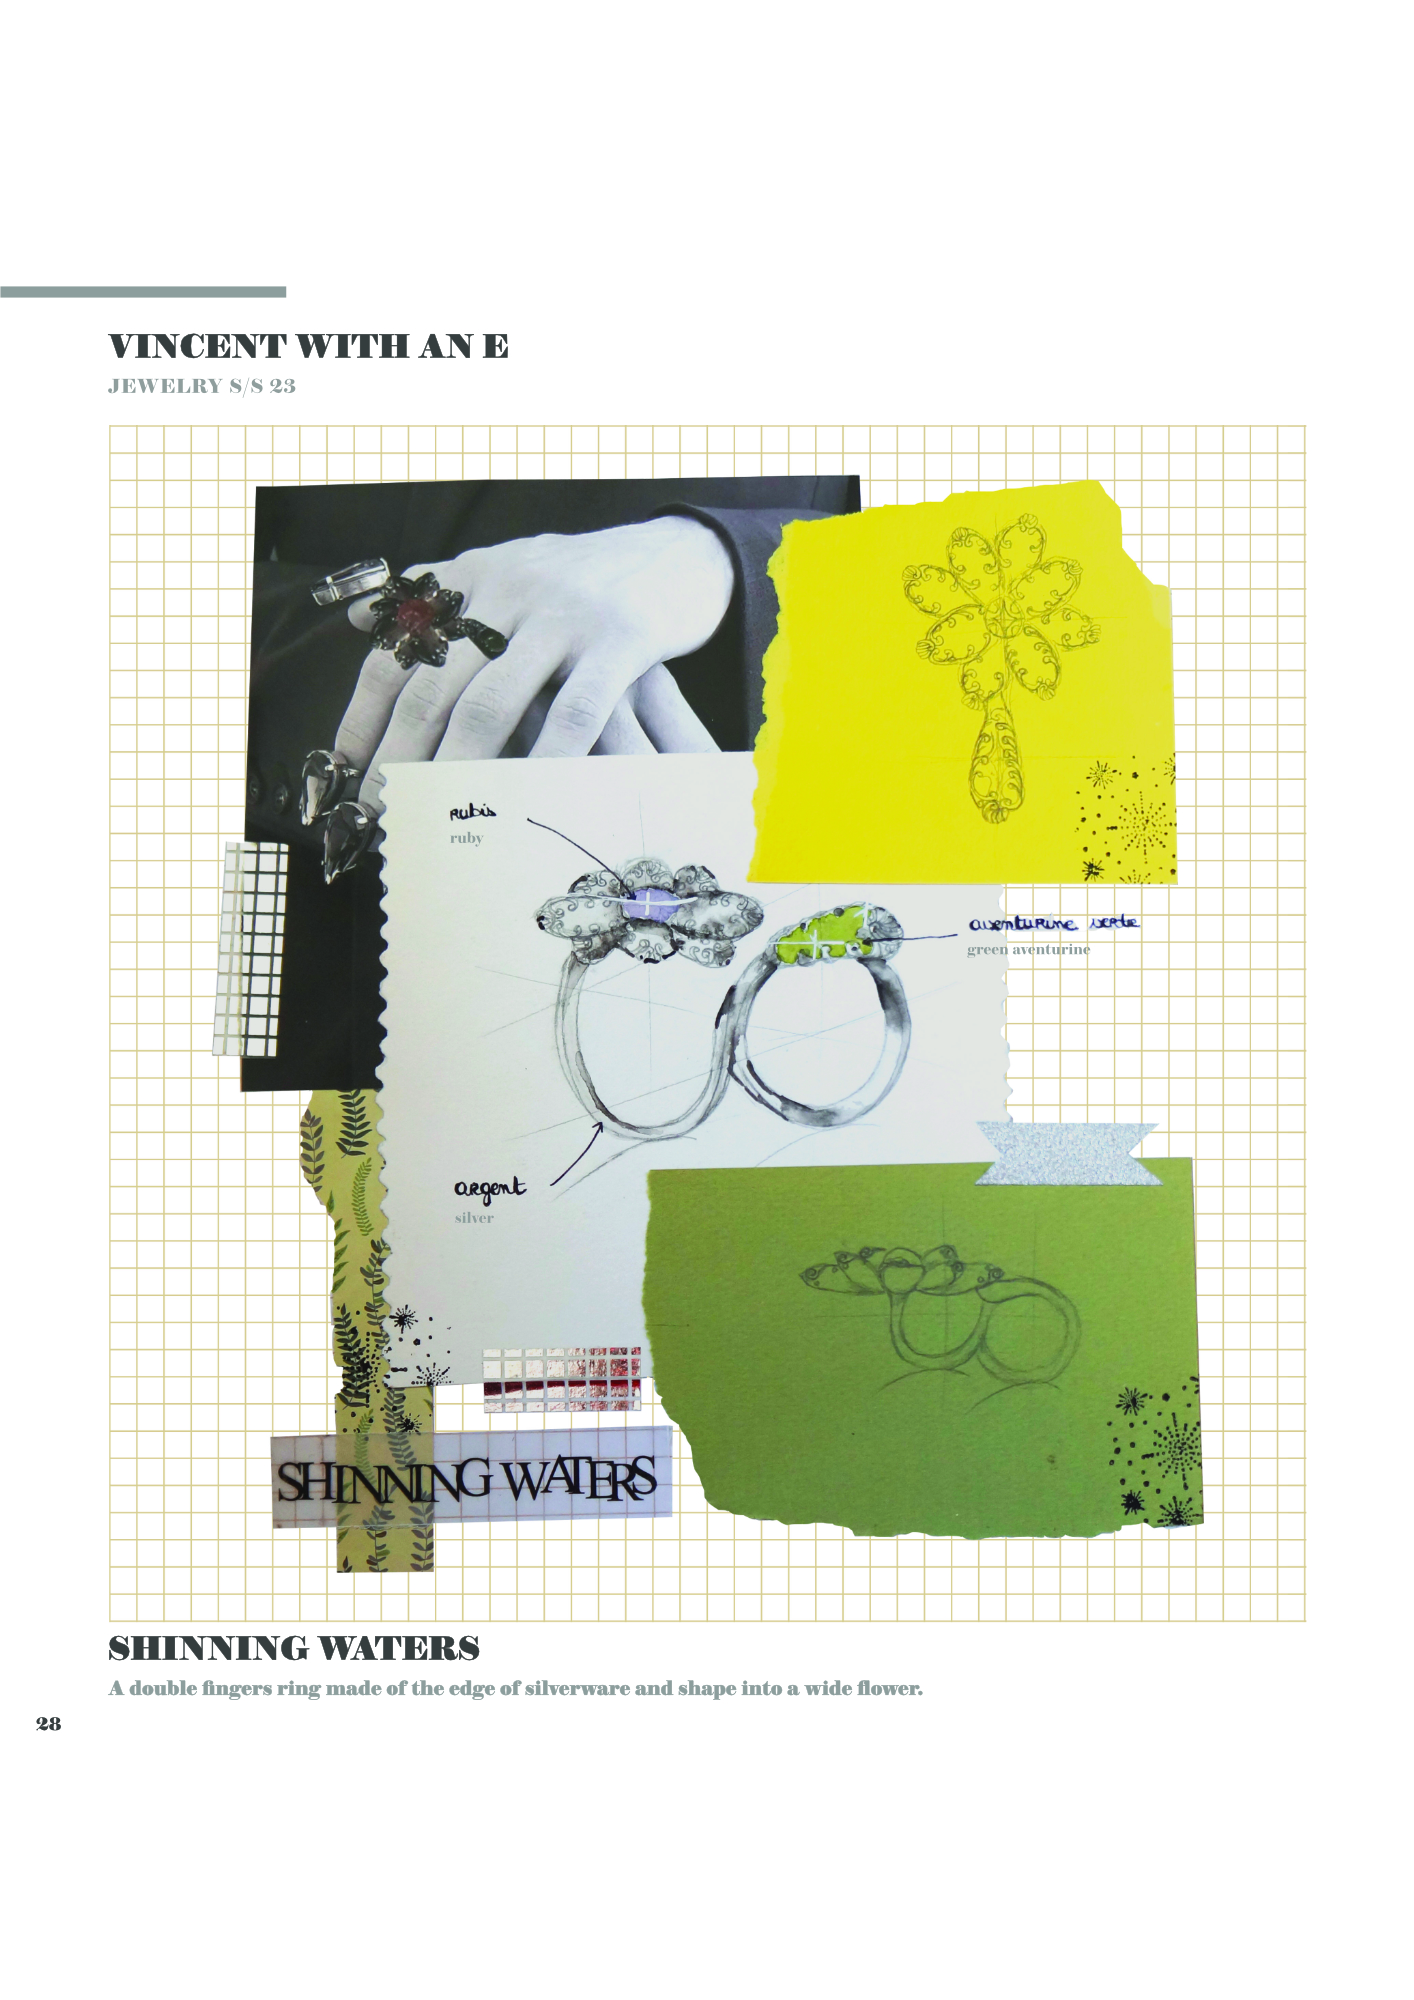 VINCENT WITH AN E
JEWELRY S/S 23
rubis
ruby
aventurine verte
green aventurine
argent
silver
SHINNING WATERS
SHINNING WATERS
A double fingers ring made of the edge of silverware and shape into a wide flower.
28